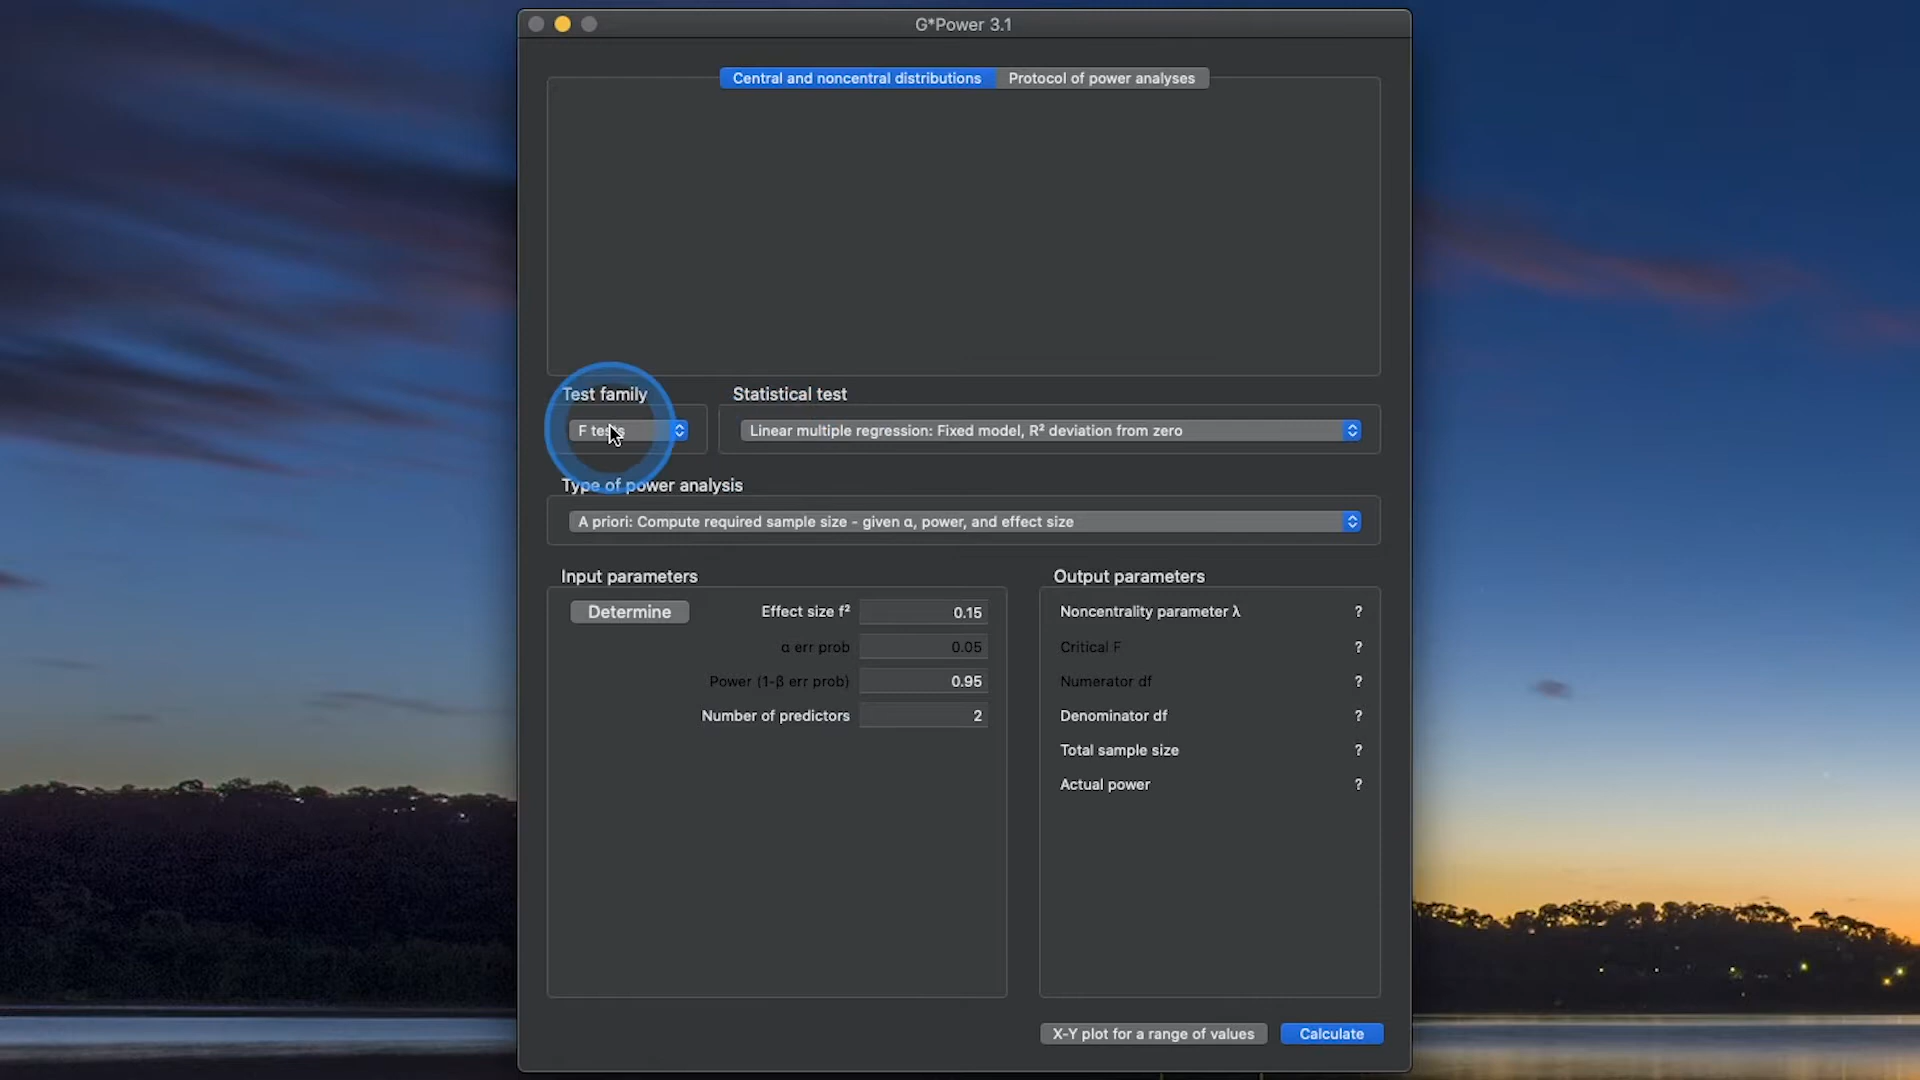 G*Power 3.1
Central and noncentral distributions
Protocol of power analyses
Test family
Statistical test
F tests
Linear multiple regression: Fixed model, R² deviation from zero
Type of power analysis
A priori: Compute required sample size - given α, power, and effect size
Input parameters
Output parameters
Determine
Effect size f² 0.15
α err prob 0.05
Power (1-β err prob) 0.95
Number of predictors 2
Noncentrality parameter λ ?
Critical F ?
Numerator df ?
Denominator df ?
Total sample size ?
Actual power ?
X-Y plot for a range of values
Calculate